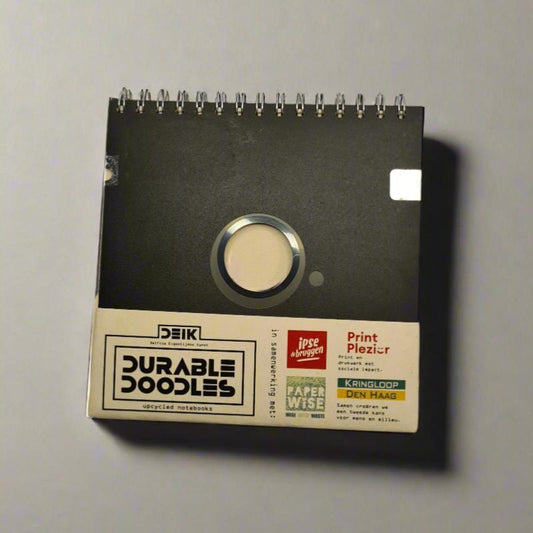 DEIK
DURABLE
DOODLES
upcycled notebooks
in samenwerking met:
ipse
de bruggen
Print
Plezier
Print en
drukwerk met
sociale impact.
PAPER
WISE
KRINGLOOP
DEN HAAG
Samen creëren we
een tweede kans
voor mens en milieu.